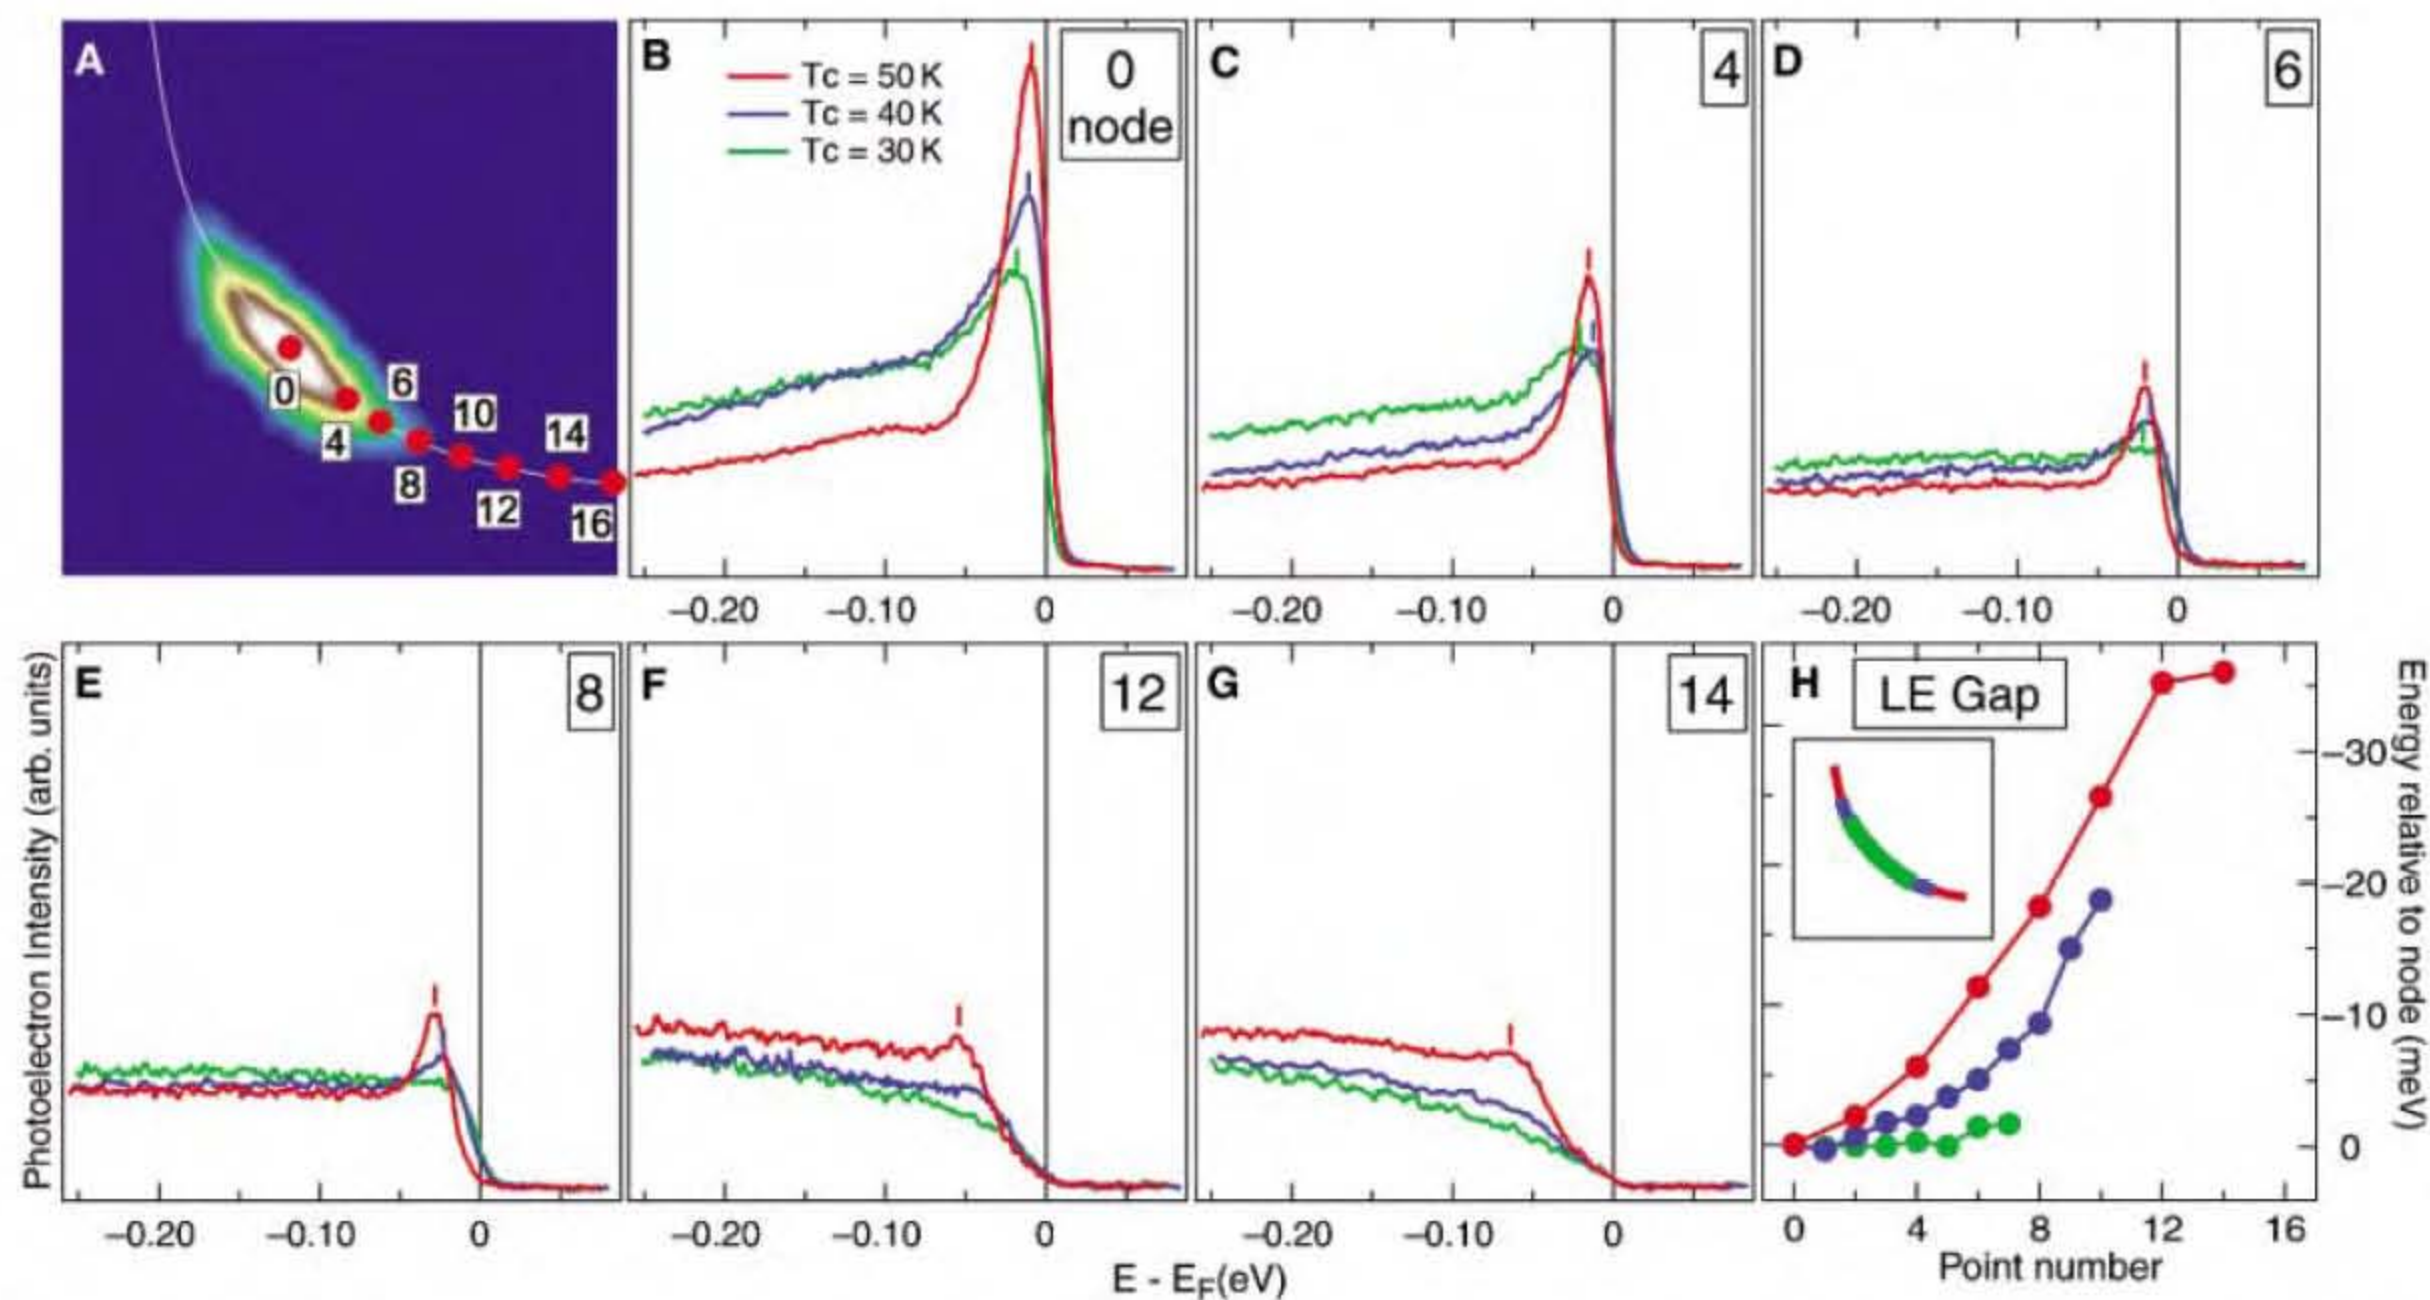 A
0
4
6
8
10
12
14
16
B
Tc = 50 K
Tc = 40 K
Tc = 30 K
0
node
–0.20 –0.10 0
C
4
–0.20 –0.10 0
D
6
–0.20 –0.10 0
Photoelectron Intensity (arb. units)
E
8
–0.20 –0.10 0
F
12
–0.20 –0.10 0
E - EF(eV)
G
14
–0.20 –0.10 0
H
LE Gap
–30
–20
–10
0
Energy relative to node (meV)
0 4 8 12 16
Point number